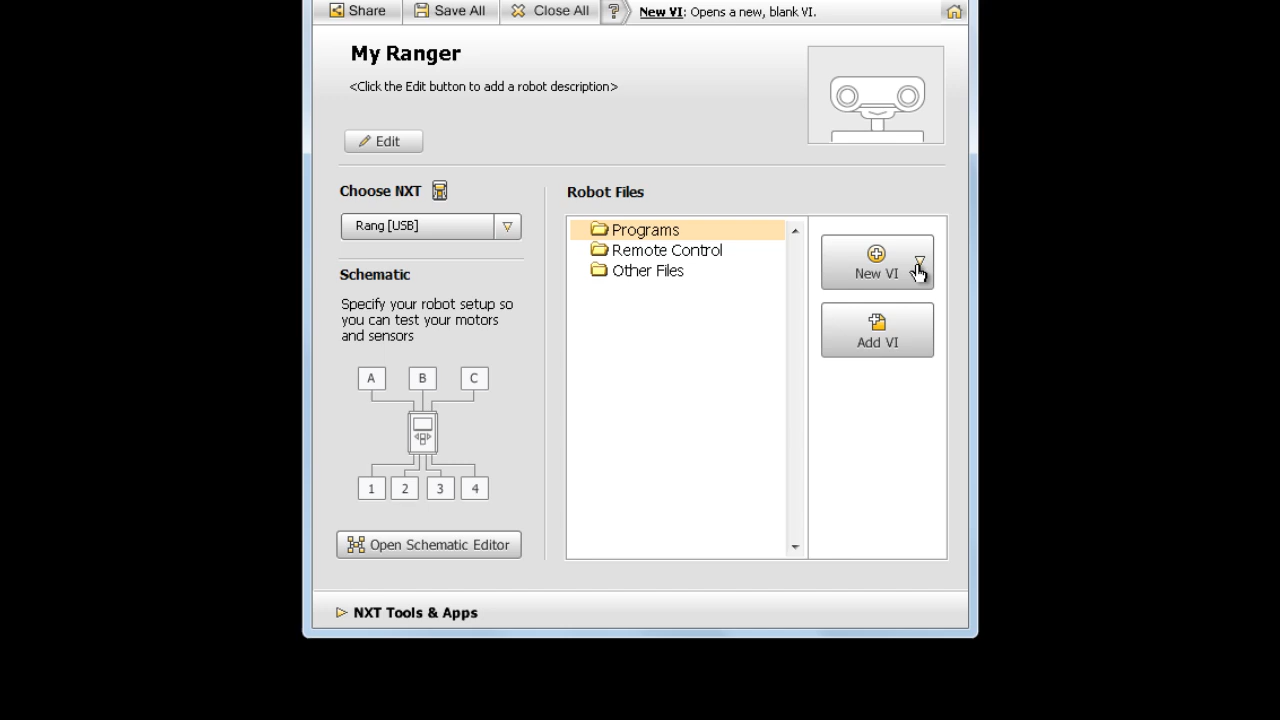 Share Save All Close All ? New VI: Opens a new, blank VI.
My Ranger
<Click the Edit button to add a robot description>
Edit
Choose NXT
Rang [USB]
Schematic
Specify your robot setup so
you can test your motors
and sensors
A B C
1 2 3 4
Open Schematic Editor
Robot Files
Programs
Remote Control
Other Files
New VI
Add VI
NXT Tools & Apps